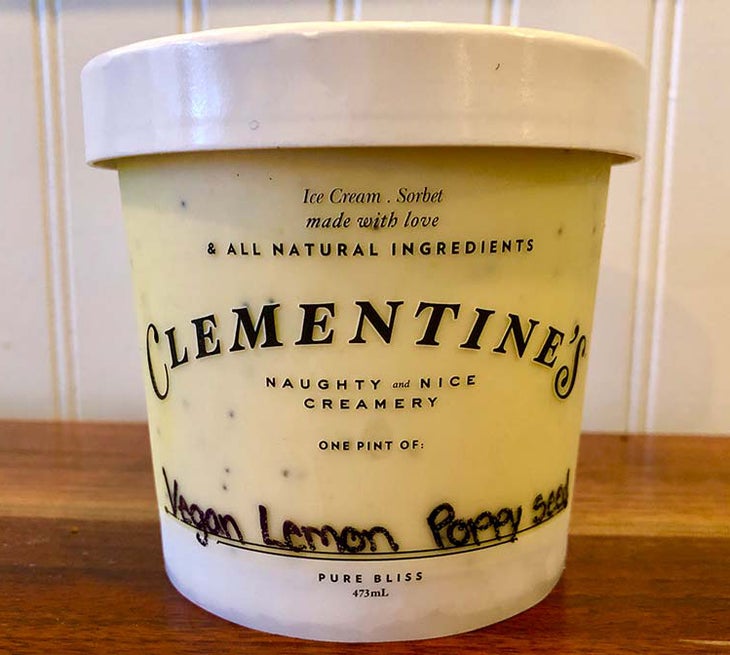 Ice Cream . Sorbet
made with love
& ALL NATURAL INGREDIENTS
CLEMENTINE'S
NAUGHTY and NICE
CREAMERY
ONE PINT OF:
Vegan Lemon Poppy Seed
PURE BLISS
473mL